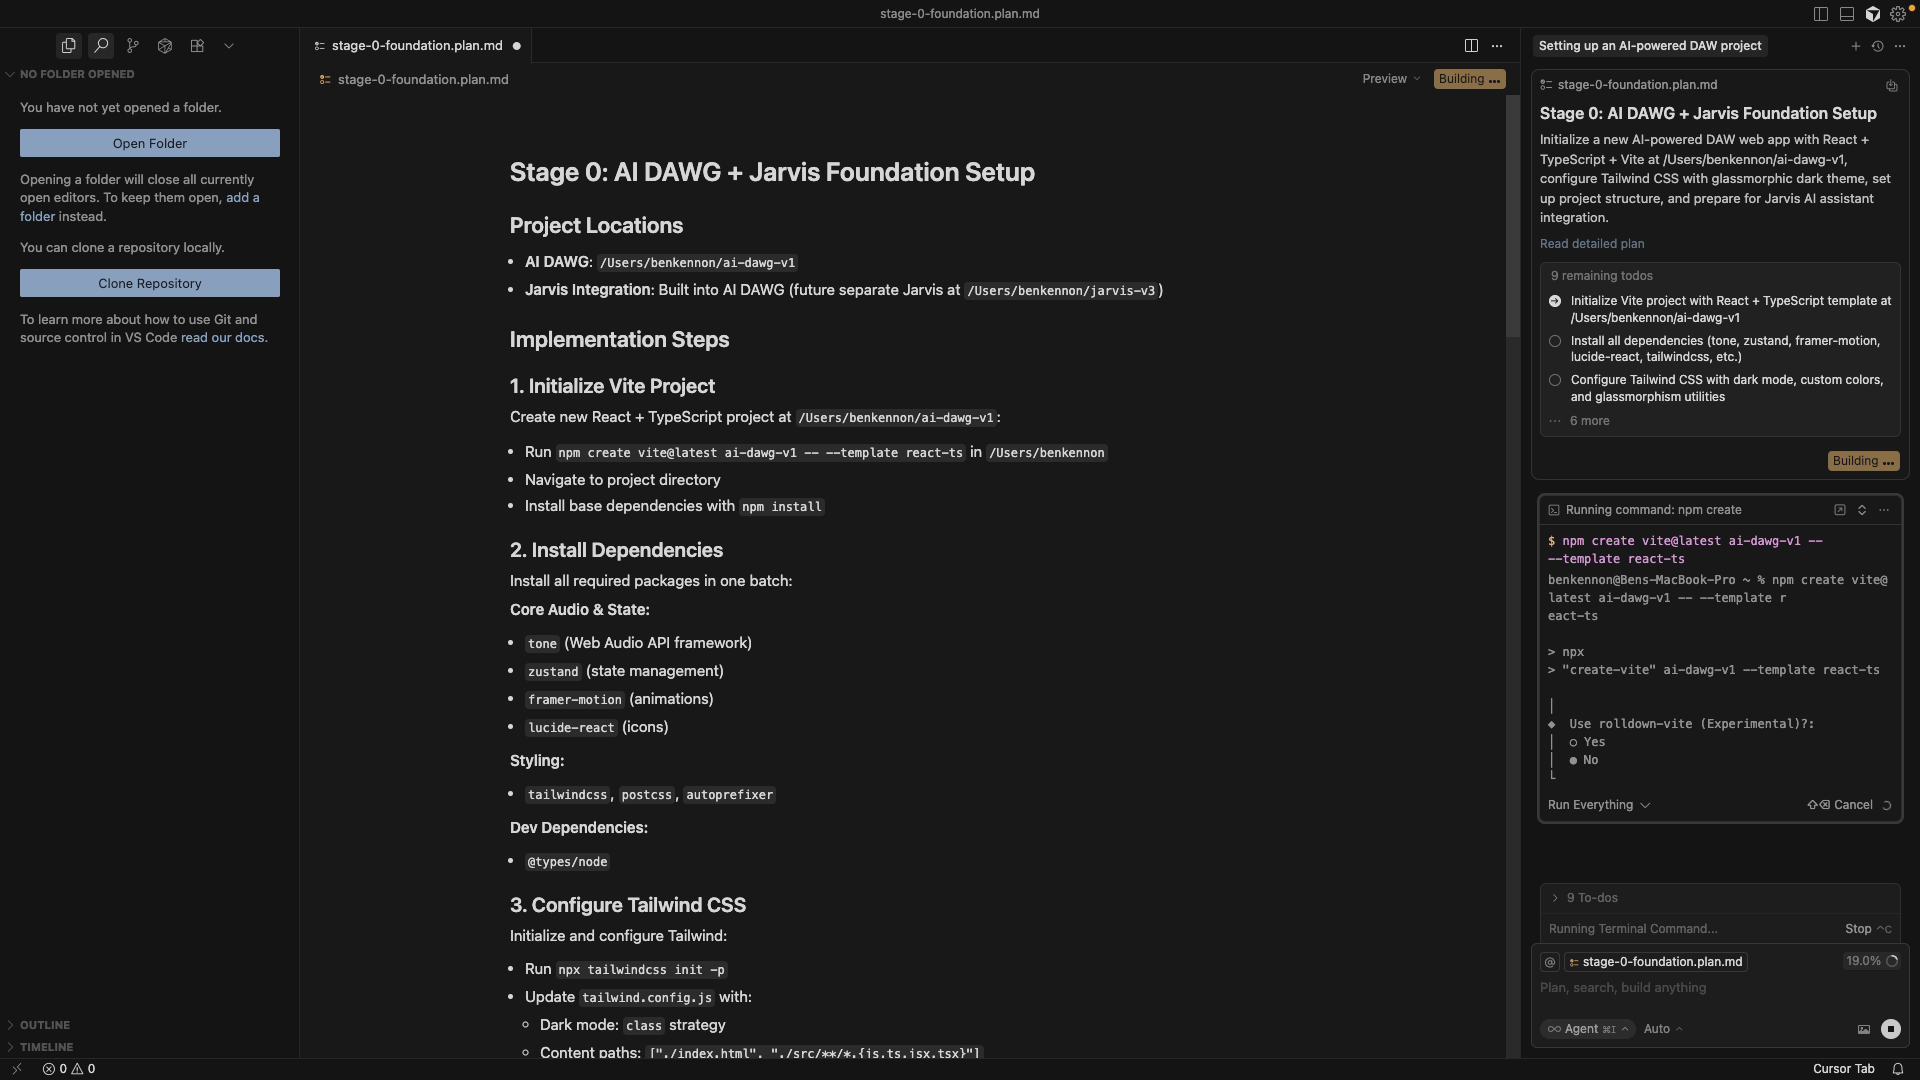 stage-0-foundation.plan.md
NO FOLDER OPENED
You have not yet opened a folder.
Open Folder
Opening a folder will close all currently
open editors. To keep them open, add a
folder instead.
You can clone a repository locally.
Clone Repository
To learn more about how to use Git and
source control in VS Code read our docs.
OUTLINE
TIMELINE
0 0
stage-0-foundation.plan.md
stage-0-foundation.plan.md
Preview
Building ...
Stage 0: AI DAWG + Jarvis Foundation Setup
Project Locations
• AI DAWG: /Users/benkennon/ai-dawg-v1
• Jarvis Integration: Built into AI DAWG (future separate Jarvis at /Users/benkennon/jarvis-v3)
Implementation Steps
1. Initialize Vite Project
Create new React + TypeScript project at /Users/benkennon/ai-dawg-v1:
• Run npm create vite@latest ai-dawg-v1 -- --template react-ts in /Users/benkennon
• Navigate to project directory
• Install base dependencies with npm install
2. Install Dependencies
Install all required packages in one batch:
Core Audio & State:
• tone (Web Audio API framework)
• zustand (state management)
• framer-motion (animations)
• lucide-react (icons)
Styling:
• tailwindcss, postcss, autoprefixer
Dev Dependencies:
• @types/node
3. Configure Tailwind CSS
Initialize and configure Tailwind:
• Run npx tailwindcss init -p
• Update tailwind.config.js with:
Dark mode: class strategy
Content paths: ["./index.html", "./src/**/*.{js,ts,jsx,tsx}"]
Setting up an AI-powered DAW project
stage-0-foundation.plan.md
Stage 0: AI DAWG + Jarvis Foundation Setup
Initialize a new AI-powered DAW web app with React +
TypeScript + Vite at /Users/benkennon/ai-dawg-v1,
configure Tailwind CSS with glassmorphic dark theme, set
up project structure, and prepare for Jarvis AI assistant
integration.
Read detailed plan
9 remaining todos
Initialize Vite project with React + TypeScript template at
/Users/benkennon/ai-dawg-v1
Install all dependencies (tone, zustand, framer-motion,
lucide-react, tailwindcss, etc.)
Configure Tailwind CSS with dark mode, custom colors,
and glassmorphism utilities
... 6 more
Building ...
Running command: npm create
$ npm create vite@latest ai-dawg-v1 --
--template react-ts
benkennon@Bens-MacBook-Pro ~ % npm create vite@
latest ai-dawg-v1 -- --template r
eact-ts
> npx
> "create-vite" ai-dawg-v1 --template react-ts
◆ Use rolldown-vite (Experimental)?:
○ Yes
● No
Run Everything
⇧⌫ Cancel
9 To-dos
Running Terminal Command...
Stop ^C
@ stage-0-foundation.plan.md
19.0%
Plan, search, build anything
∞ Agent ⌘I
Auto
Cursor Tab